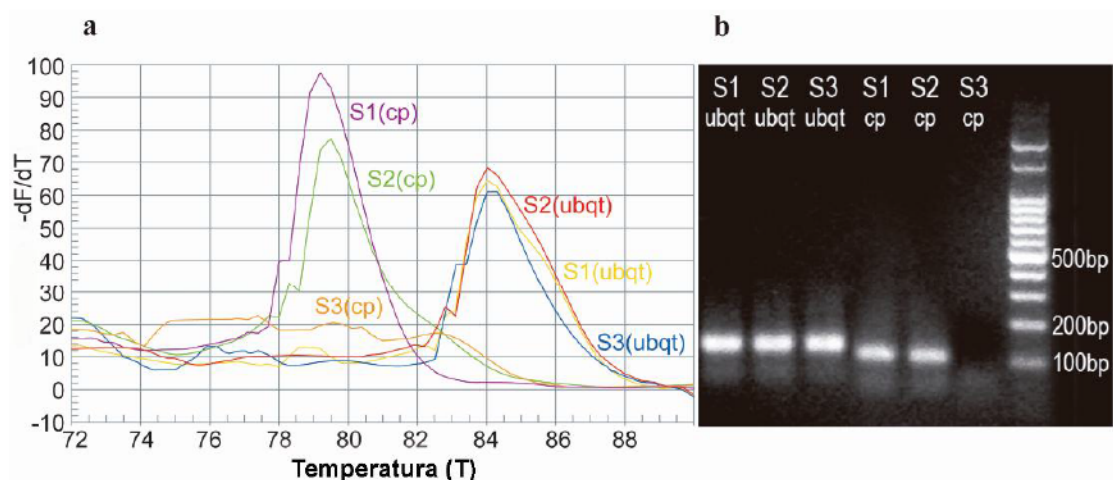 a
100
90
80
70
60
50
40
30
20
10
0
-10
-dF/dT
S1(cp)
S2(cp)
S3(cp)
S2(ubqt)
S1(ubqt)
S3(ubqt)
72 74 76 78 80 82 84 86 88
Temperatura (T)
b
S1 S2 S3 S1 S2 S3
ubqt ubqt ubqt cp cp cp
500bp
200bp
100bp